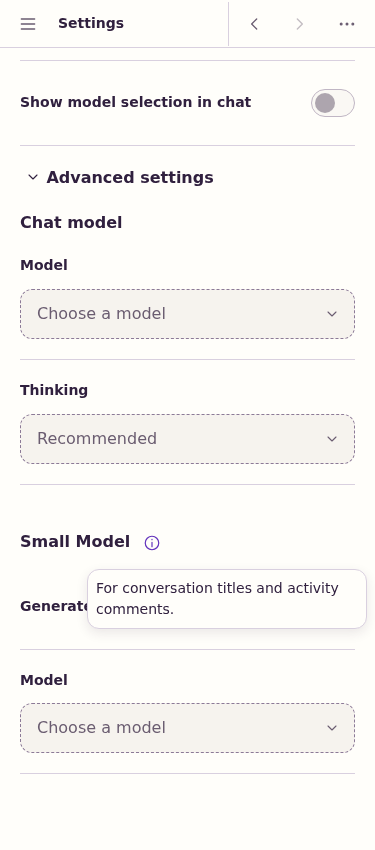 Settings
Show model selection in chat
Advanced settings
Chat model
Model
Choose a model
Thinking
Recommended
Small Model
For conversation titles and activity
comments.
Model
Choose a model